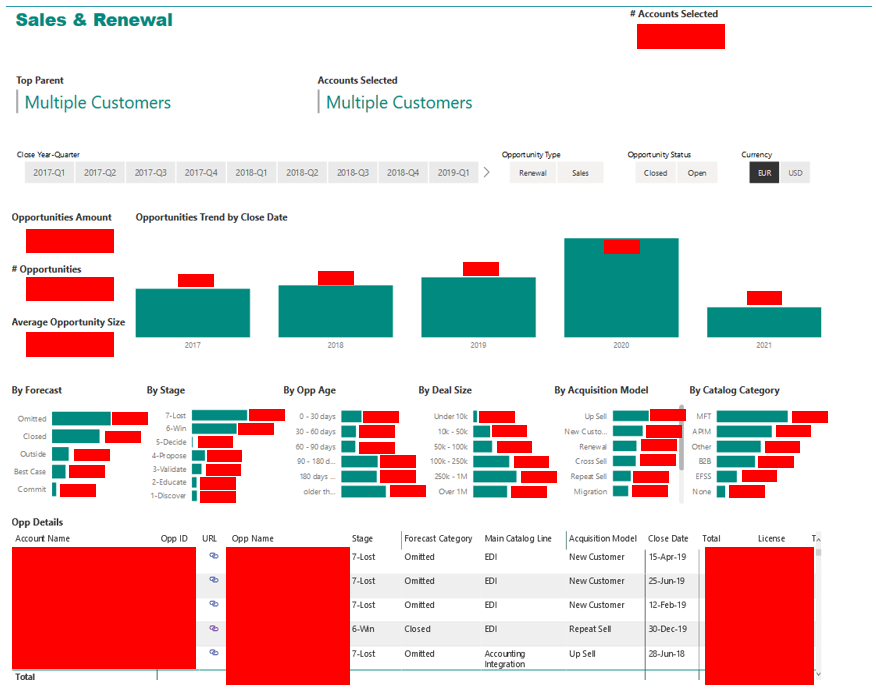 Sales & Renewal
# Accounts Selected
Top Parent
Accounts Selected
Multiple Customers
Multiple Customers
Close Year-Quarter
Opportunity Type
Opportunity Status
Currency
2017-Q1 2017-Q2 2017-Q3 2017-Q4 2018-Q1 2018-Q2 2018-Q3 2018-Q4 2019-Q1
Renewal Sales
Closed Open
EUR USD
Opportunities Amount
Opportunities Trend by Close Date
# Opportunities
Average Opportunity Size
2017 2018 2019 2020 2021
By Forecast
Omitted
Closed
Outside
Best Case
Commit
By Stage
7-Lost
6-Win
5-Decide
4-Propose
3-Validate
2-Educate
1-Discover
By Opp Age
0 - 30 days
30 - 60 days
60 - 90 days
90 - 180 d...
180 days ...
older th...
By Deal Size
Under 10k
10k - 50k
50k - 100k
100k - 250k
250k - 1M
Over 1M
By Acquisition Model
Up Sell
New Custo...
Renewal
Cross Sell
Repeat Sell
Migration
By Catalog Category
MFT
APIM
Other
B2B
EFSS
None
Opp Details
Account Name Opp ID URL Opp Name Stage Forecast Category Main Catalog Line Acquisition Model Close Date Total License T
7-Lost Omitted EDI New Customer 15-Apr-19
7-Lost Omitted EDI New Customer 25-Jun-19
7-Lost Omitted EDI New Customer 12-Feb-19
6-Win Closed EDI Repeat Sell 30-Dec-19
7-Lost Omitted Accounting Up Sell 28-Jun-18
Integration
Total